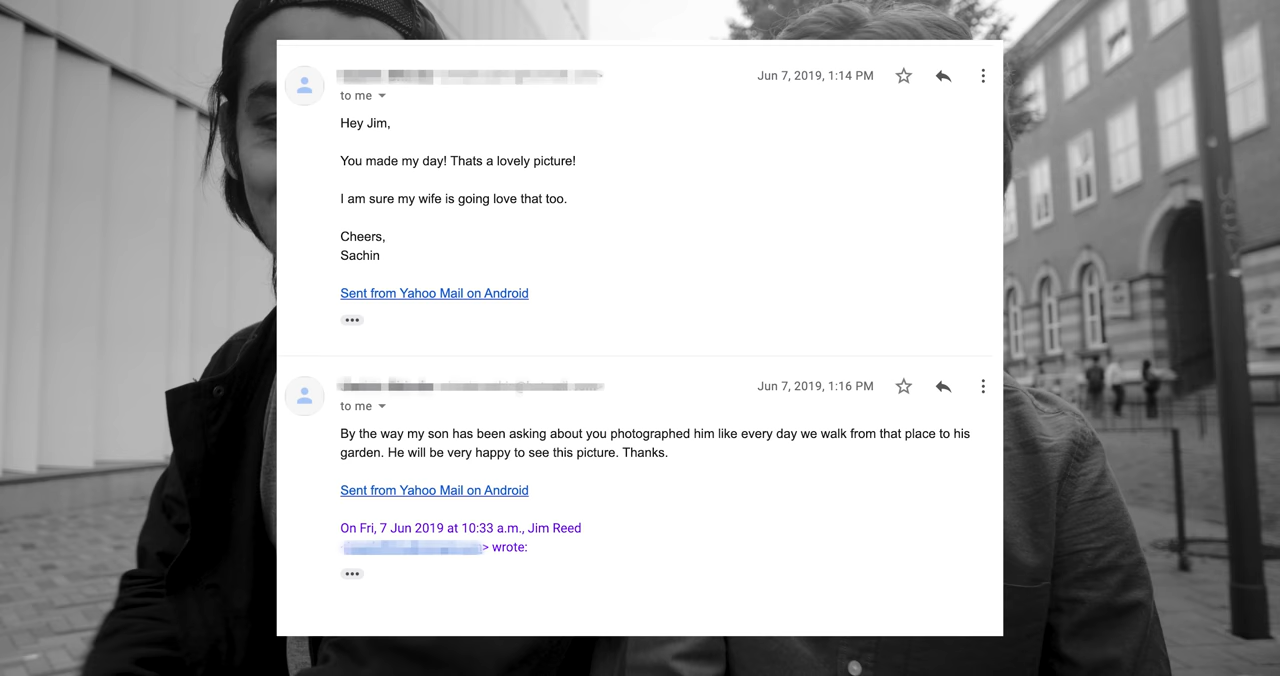 Jun 7, 2019, 1:14 PM
to me
Hey Jim,
You made my day! Thats a lovely picture!
I am sure my wife is going love that too.
Cheers,
Sachin
Sent from Yahoo Mail on Android
Jun 7, 2019, 1:16 PM
to me
By the way my son has been asking about you photographed him like every day we walk from that place to his
garden. He will be very happy to see this picture. Thanks.
Sent from Yahoo Mail on Android
On Fri, 7 Jun 2019 at 10:33 a.m., Jim Reed
> wrote: